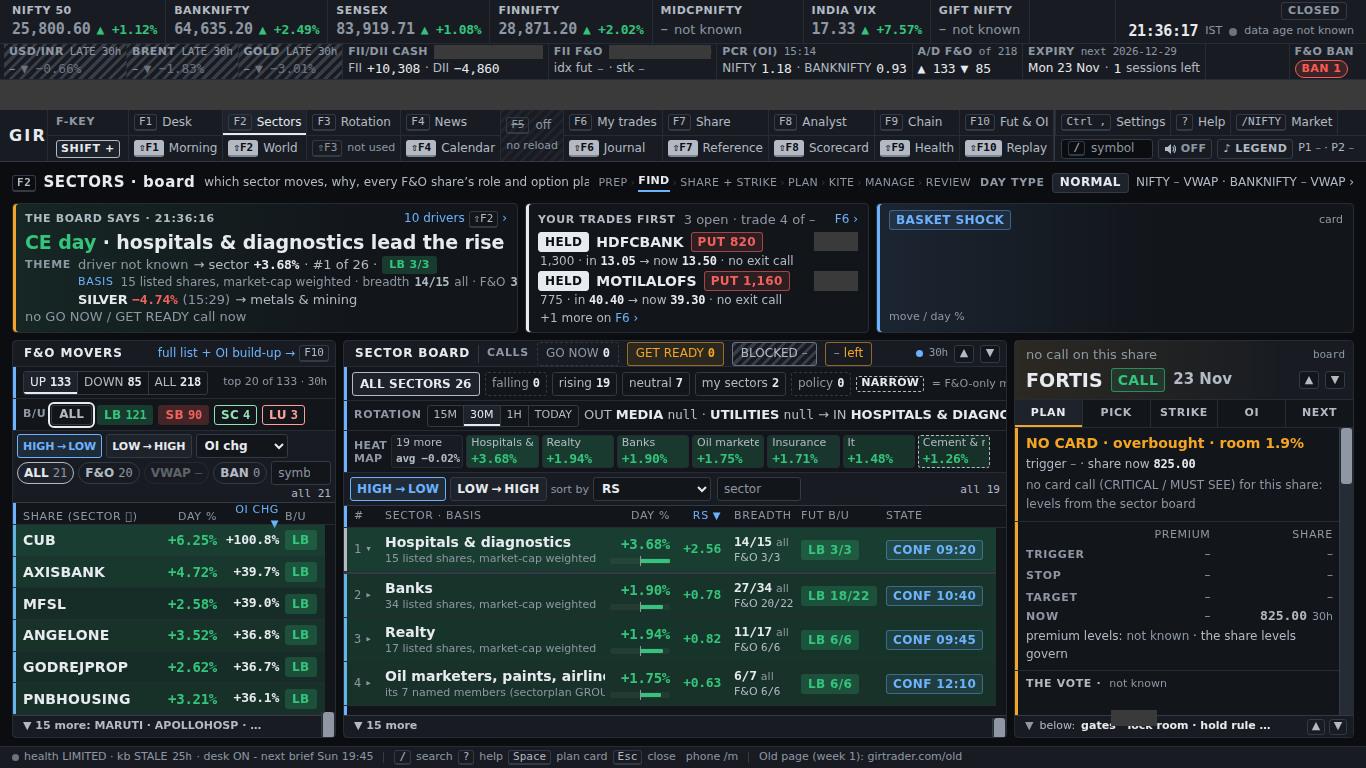 NIFTY 50 BANKNIFTY SENSEX FINNIFTY MIDCPNIFTY INDIA VIX GIFT NIFTY CLOSED
25,800.60 ▲ +1.12% 64,635.20 ▲ +2.49% 83,919.71 ▲ +1.08% 28,871.20 ▲ +2.02% – not known 17.33 ▲ +7.57% – not known 21:36:17 IST ● data age not known
USD/INR LATE 30h BRENT LATE 30h GOLD LATE 30h FII/DII CASH FII F&O PCR (OI) 15:14 A/D F&O of 218 EXPIRY next 2026-12-29 F&O BAN
– ▼ −0.66% – ▼ −1.83% – ▼ −3.01% FII +10,308 · DII −4,860 idx fut – · stk – NIFTY 1.18 · BANKNIFTY 0.93 ▲ 133 ▼ 85 Mon 23 Nov · 1 sessions left BAN 1
GIR F-KEY F1 Desk F2 Sectors F3 Rotation F4 News F5 off F6 My trades F7 Share F8 Analyst F9 Chain F10 Fut & OI Ctrl , Settings ? Help /NIFTY Market
SHIFT + ⇧F1 Morning ⇧F2 World ⇧F3 not used ⇧F4 Calendar no reload ⇧F6 Journal ⇧F7 Reference ⇧F8 Scorecard ⇧F9 Health ⇧F10 Replay / symbol OFF ♪ LEGEND P1 – · P2 –
F2 SECTORS · board which sector moves, why, every F&O share's role and option pla PREP › FIND › SHARE + STRIKE › PLAN › KITE › MANAGE › REVIEW DAY TYPE NORMAL NIFTY – VWAP · BANKNIFTY – VWAP ›
THE BOARD SAYS · 21:36:16 10 drivers ⇧F2 ›
CE day · hospitals & diagnostics lead the rise
THEME driver not known → sector +3.68% · #1 of 26 · LB 3/3
BASIS 15 listed shares, market-cap weighted · breadth 14/15 all · F&O 3
SILVER −4.74% (15:29) → metals & mining
no GO NOW / GET READY call now
YOUR TRADES FIRST 3 open · trade 4 of – F6 ›
HELD HDFCBANK PUT 820
1,300 · in 13.05 → now 13.50 · no exit call
HELD MOTILALOFS PUT 1,160
775 · in 40.40 → now 39.30 · no exit call
+1 more on F6 ›
BASKET SHOCK card
move / day %
F&O MOVERS full list + OI build-up → F10
UP 133 DOWN 85 ALL 218 top 20 of 133 · 30h
B/U ALL LB 121 SB 90 SC 4 LU 3
HIGH→LOW LOW→HIGH OI chg
ALL 21 F&O 20 VWAP – BAN 0 symb
all 21
SHARE (SECTOR DAY % OI CHG ▼ B/U
CUB +6.25% +100.8% LB
AXISBANK +4.72% +39.7% LB
MFSL +2.58% +39.0% LB
ANGELONE +3.52% +36.8% LB
GODREJPROP +2.62% +36.7% LB
PNBHOUSING +3.21% +36.1% LB
▼ 15 more: MARUTI · APOLLOHOSP · …
SECTOR BOARD CALLS GO NOW 0 GET READY 0 BLOCKED – – left ● 30h ▲ ▼
ALL SECTORS 26 falling 0 rising 19 neutral 7 my sectors 2 policy 0 NARROW = F&O-only m
ROTATION 15M 30M 1H TODAY OUT MEDIA null · UTILITIES null → IN HOSPITALS & DIAGNO
HEAT MAP 19 more Hospitals & Realty Banks Oil markete Insurance It Cement & r
avg −0.02% +3.68% +1.94% +1.90% +1.75% +1.71% +1.48% +1.26%
HIGH→LOW LOW→HIGH sort by RS sector all 19
# SECTOR · BASIS DAY % RS ▼ BREADTH FUT B/U STATE
1 ▾ Hospitals & diagnostics +3.68% +2.56 14/15 all LB 3/3 CONF 09:20
15 listed shares, market-cap weighted F&O 3/3
2 ▸ Banks +1.90% +0.78 27/34 all LB 18/22 CONF 10:40
34 listed shares, market-cap weighted F&O 20/22
3 ▸ Realty +1.94% +0.82 11/17 all LB 6/6 CONF 09:45
17 listed shares, market-cap weighted F&O 6/6
4 ▸ Oil marketers, paints, airline +1.75% +0.63 6/7 all LB 6/6 CONF 12:10
its 7 named members (sectorplan GROU F&O 6/6
▼ 15 more
no call on this share board
FORTIS CALL 23 Nov ▲ ▼
PLAN PICK STRIKE OI NEXT
NO CARD · overbought · room 1.9%
trigger – · share now 825.00
no card call (CRITICAL / MUST SEE) for this share:
levels from the sector board
PREMIUM SHARE
TRIGGER – –
STOP – –
TARGET – –
NOW – 825.00 30h
premium levels: not known · the share levels
govern
THE VOTE · not known
▼ below: gates room · hold rule … ▲ ▼
● health LIMITED · kb STALE 25h · desk ON - next brief Sun 19:45 / search ? help Space plan card Esc close phone /m Old page (week 1): girtrader.com/old